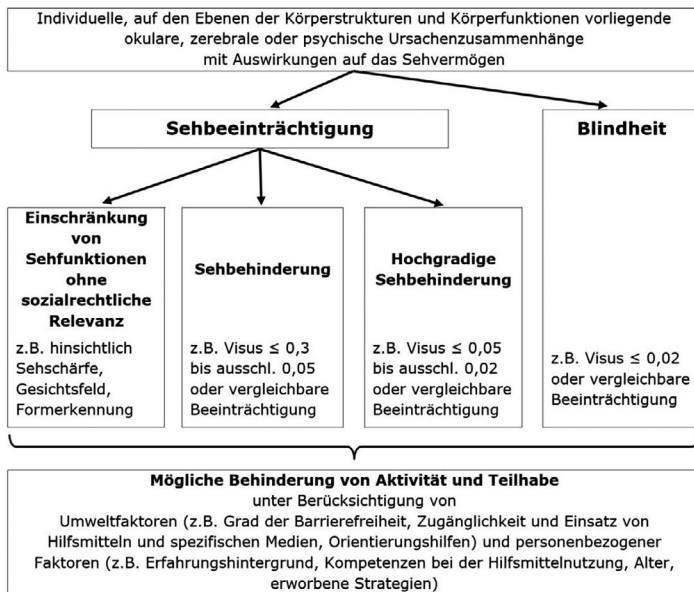 Individuelle, auf den Ebenen der Körperstrukturen und Körperfunktionen vorliegende
okulare, zerebrale oder psychische Ursachenzusammenhänge
mit Auswirkungen auf das Sehvermögen
Sehbeeinträchtigung
Blindheit
Einschränkung
von
Sehfunktionen
ohne
sozialrechtliche
Relevanz
z.B. hinsichtlich
Sehschärfe,
Gesichtsfeld,
Formerkennung
Sehbehinderung
z.B. Visus ≤ 0,3
bis ausschl. 0,05
oder vergleichbare
Beeinträchtigung
Hochgradige
Sehbehinderung
z.B. Visus ≤ 0,05
bis ausschl. 0,02
oder vergleichbare
Beeinträchtigung
z.B. Visus ≤ 0,02
oder vergleichbare
Beeinträchtigung
Mögliche Behinderung von Aktivität und Teilhabe
unter Berücksichtigung von
Umweltfaktoren (z.B. Grad der Barrierefreiheit, Zugänglichkeit und Einsatz von
Hilfsmitteln und spezifischen Medien, Orientierungshilfen) und personenbezogener
Faktoren (z.B. Erfahrungshintergrund, Kompetenzen bei der Hilfsmittelnutzung, Alter,
erworbene Strategien)